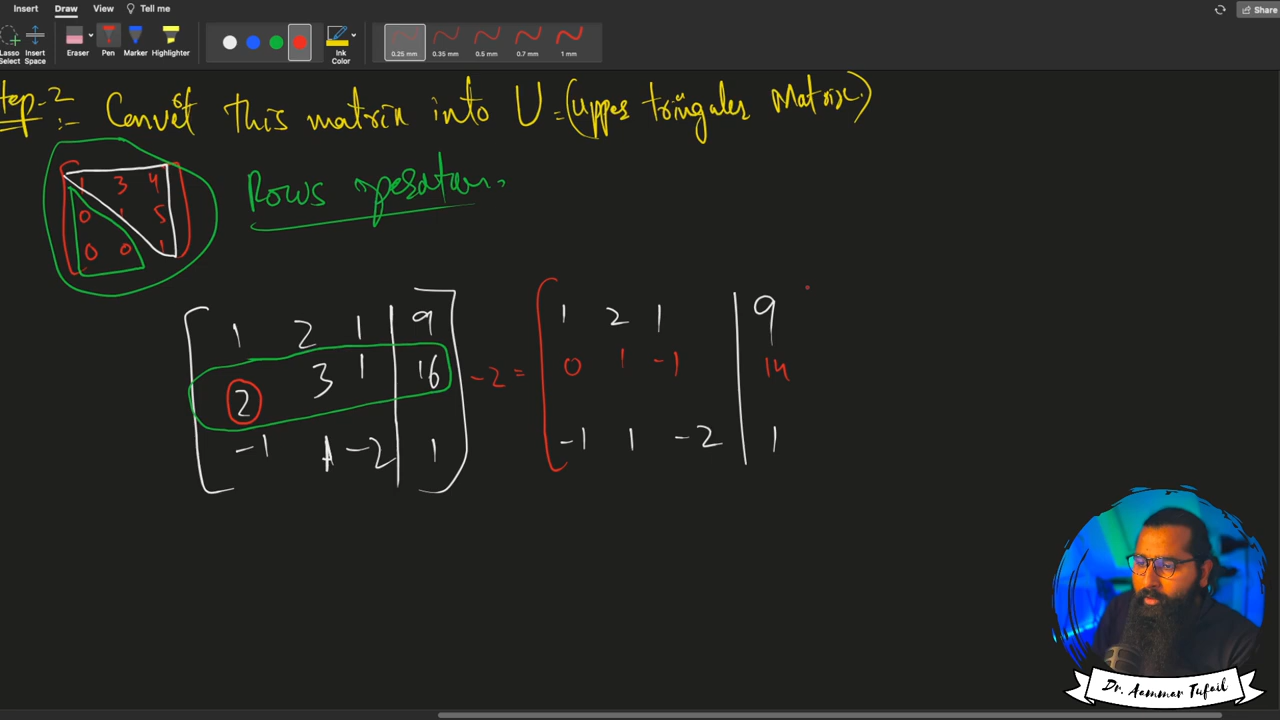 Insert Draw View Tell me
Share
Lasso Select
Insert Space
Eraser
Pen
Marker
Highlighter
Ink Color
0.25 mm
0.35 mm
0.5 mm
0.7 mm
1 mm
tep-2 :- Convert this matrix into U = (Upper triangular Matrix.)
1 3 4
0 1 5
0 0 1
Rows operation.
1 2 1 | 9
2 3 1 | 16
-1 1 -2 | 1
-2 =
1 2 1 | 9
0 1 -1 | 14
-1 1 -2 | 1
Dr. Aammar Tufail